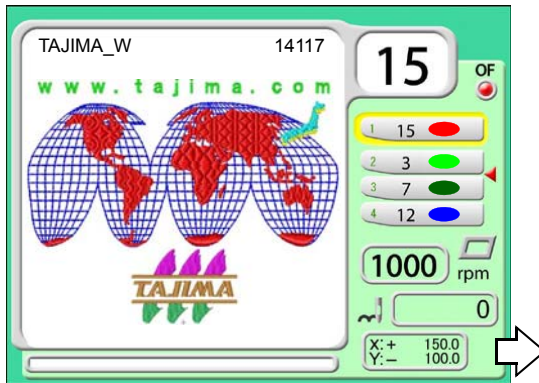 TAJIMA_W 14117
15
OF
www.tajima.com
1 15
2 3
3 7
4 12
1000 rpm
0
TAJIMA
X:+ 150.0
Y:− 100.0